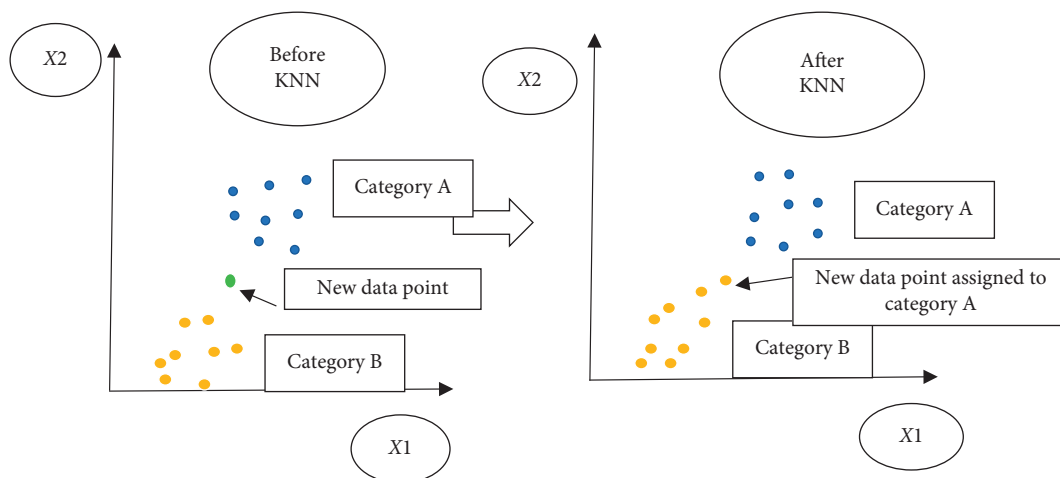 X2
Before
KNN
Category A
New data point
Category B
X1
X2
After
KNN
Category A
New data point assigned to
category A
Category B
X1